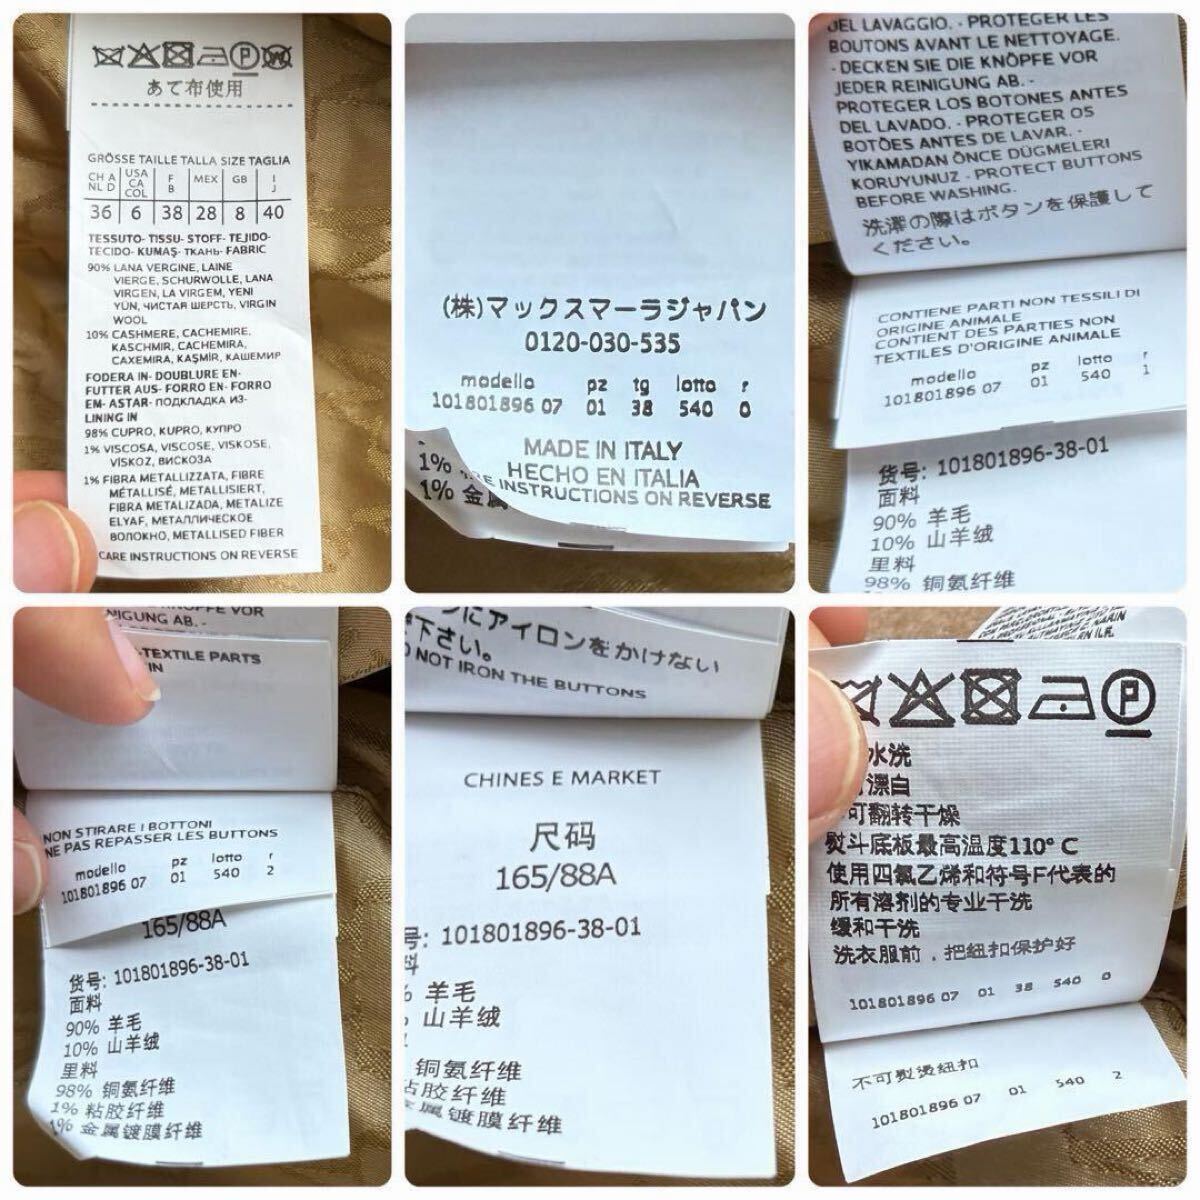 あて布使用
GRÖSSE TAILLE TALLA SIZE TAGLIA
CH A NL D USA CA COL F B MEX GB I J
36 6 38 28 8 40
TESSUTO- TISSU- STOFF- TEJIDO-
TECIDO- KUMAŞ- ТКАНЬ- FABRIC
90% LANA VERGINE, LAINE
VIERGE, SCHURWOLLE, LANA
VIRGEN, LA VIRGEM, YENI
YÜN, ЧИСТАЯ ШЕРСТЬ, VIRGIN
WOOL
10% CASHMERE, CACHEMIRE,
KASCHMIR, CACHEMIRA,
CAXEMIRA, KAŞMİR, КАШЕМИР
FODERA IN- DOUBLURE EN-
FUTTER AUS- FORRO EN- FORRO
EM- ASTAR- ПОДКЛАДКА ИЗ-
LINING IN
98% CUPRO, KUPRO, КУПРО
1% VISCOSA, VISCOSE, VISKOSE,
VİSKOZ, ВИСКОЗА
1% FIBRA METALLIZZATA, FIBRE
MÉTALLISÉ, METALLISIERT,
FIBRA METALIZADA, METALIZE
ELYAF, МЕТАЛЛИЧЕСКОЕ
ВОЛОКНО, METALLISED FIBER
CARE INSTRUCTIONS ON REVERSE
(株)マックスマーラジャパン
0120-030-535
modello pz tg lotto r
101801896 07 01 38 540 0
MADE IN ITALY
HECHO EN ITALIA
1%
RE INSTRUCTIONS ON REVERSE
1% 金属
DEL LAVAGGIO. - PROTEGER LES
BOUTONS AVANT LE NETTOYAGE.
- DECKEN SIE DIE KNÖPFE VOR
JEDER REINIGUNG AB. -
PROTEGER LOS BOTONES ANTES
DEL LAVADO. - PROTEGER OS
BOTÕES ANTES DE LAVAR. -
YIKAMADAN ÖNCE DÜGMELERI
KORUYUNUZ - PROTECT BUTTONS
BEFORE WASHING.
洗濯の際はボタンを保護して
ください。
CONTIENE PARTI NON TESSILI DI
ORIGINE ANIMALE
CONTIENT DES PARTIES NON
TEXTILES D'ORIGINE ANIMALE
modello pz lotto r
101801896 07 01 540 1
货号: 101801896-38-01
面料
90% 羊毛
10% 山羊绒
里料
98% 铜氨纤维
KNÖPFE VOR
NIGUNG AB. -
-TEXTILE PARTS
IN
NON STIRARE I BOTTONI
NE PAS REPASSER LES BUTTONS
modello pz lotto r
101801896 07 01 540 2
165/88A
货号: 101801896-38-01
面料
90% 羊毛
10% 山羊绒
里料
98% 铜氨纤维
1% 粘胶纤维
1% 金属镀膜纤维
ンにアイロンをかけない
下さい。
O NOT IRON THE BUTTONS
CHINES E MARKET
尺码
165/88A
号: 101801896-38-01
料
% 羊毛
山羊绒
铜氨纤维
粘胶纤维
属镀膜纤维
水洗
漂白
可翻转干燥
熨斗底板最高温度110° C
使用四氯乙烯和符号F代表的
所有溶剂的专业干洗
缓和干洗
洗衣服前，把纽扣保护好
101801896 07 01 38 540 0
不可熨烫纽扣
101801896 07 01 540 2